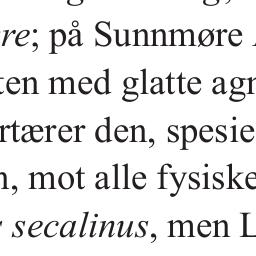 re; på Sunnmøre
ten med glatte agn
rtærer den, spesie
n, mot alle fysiske
secalinus, men L